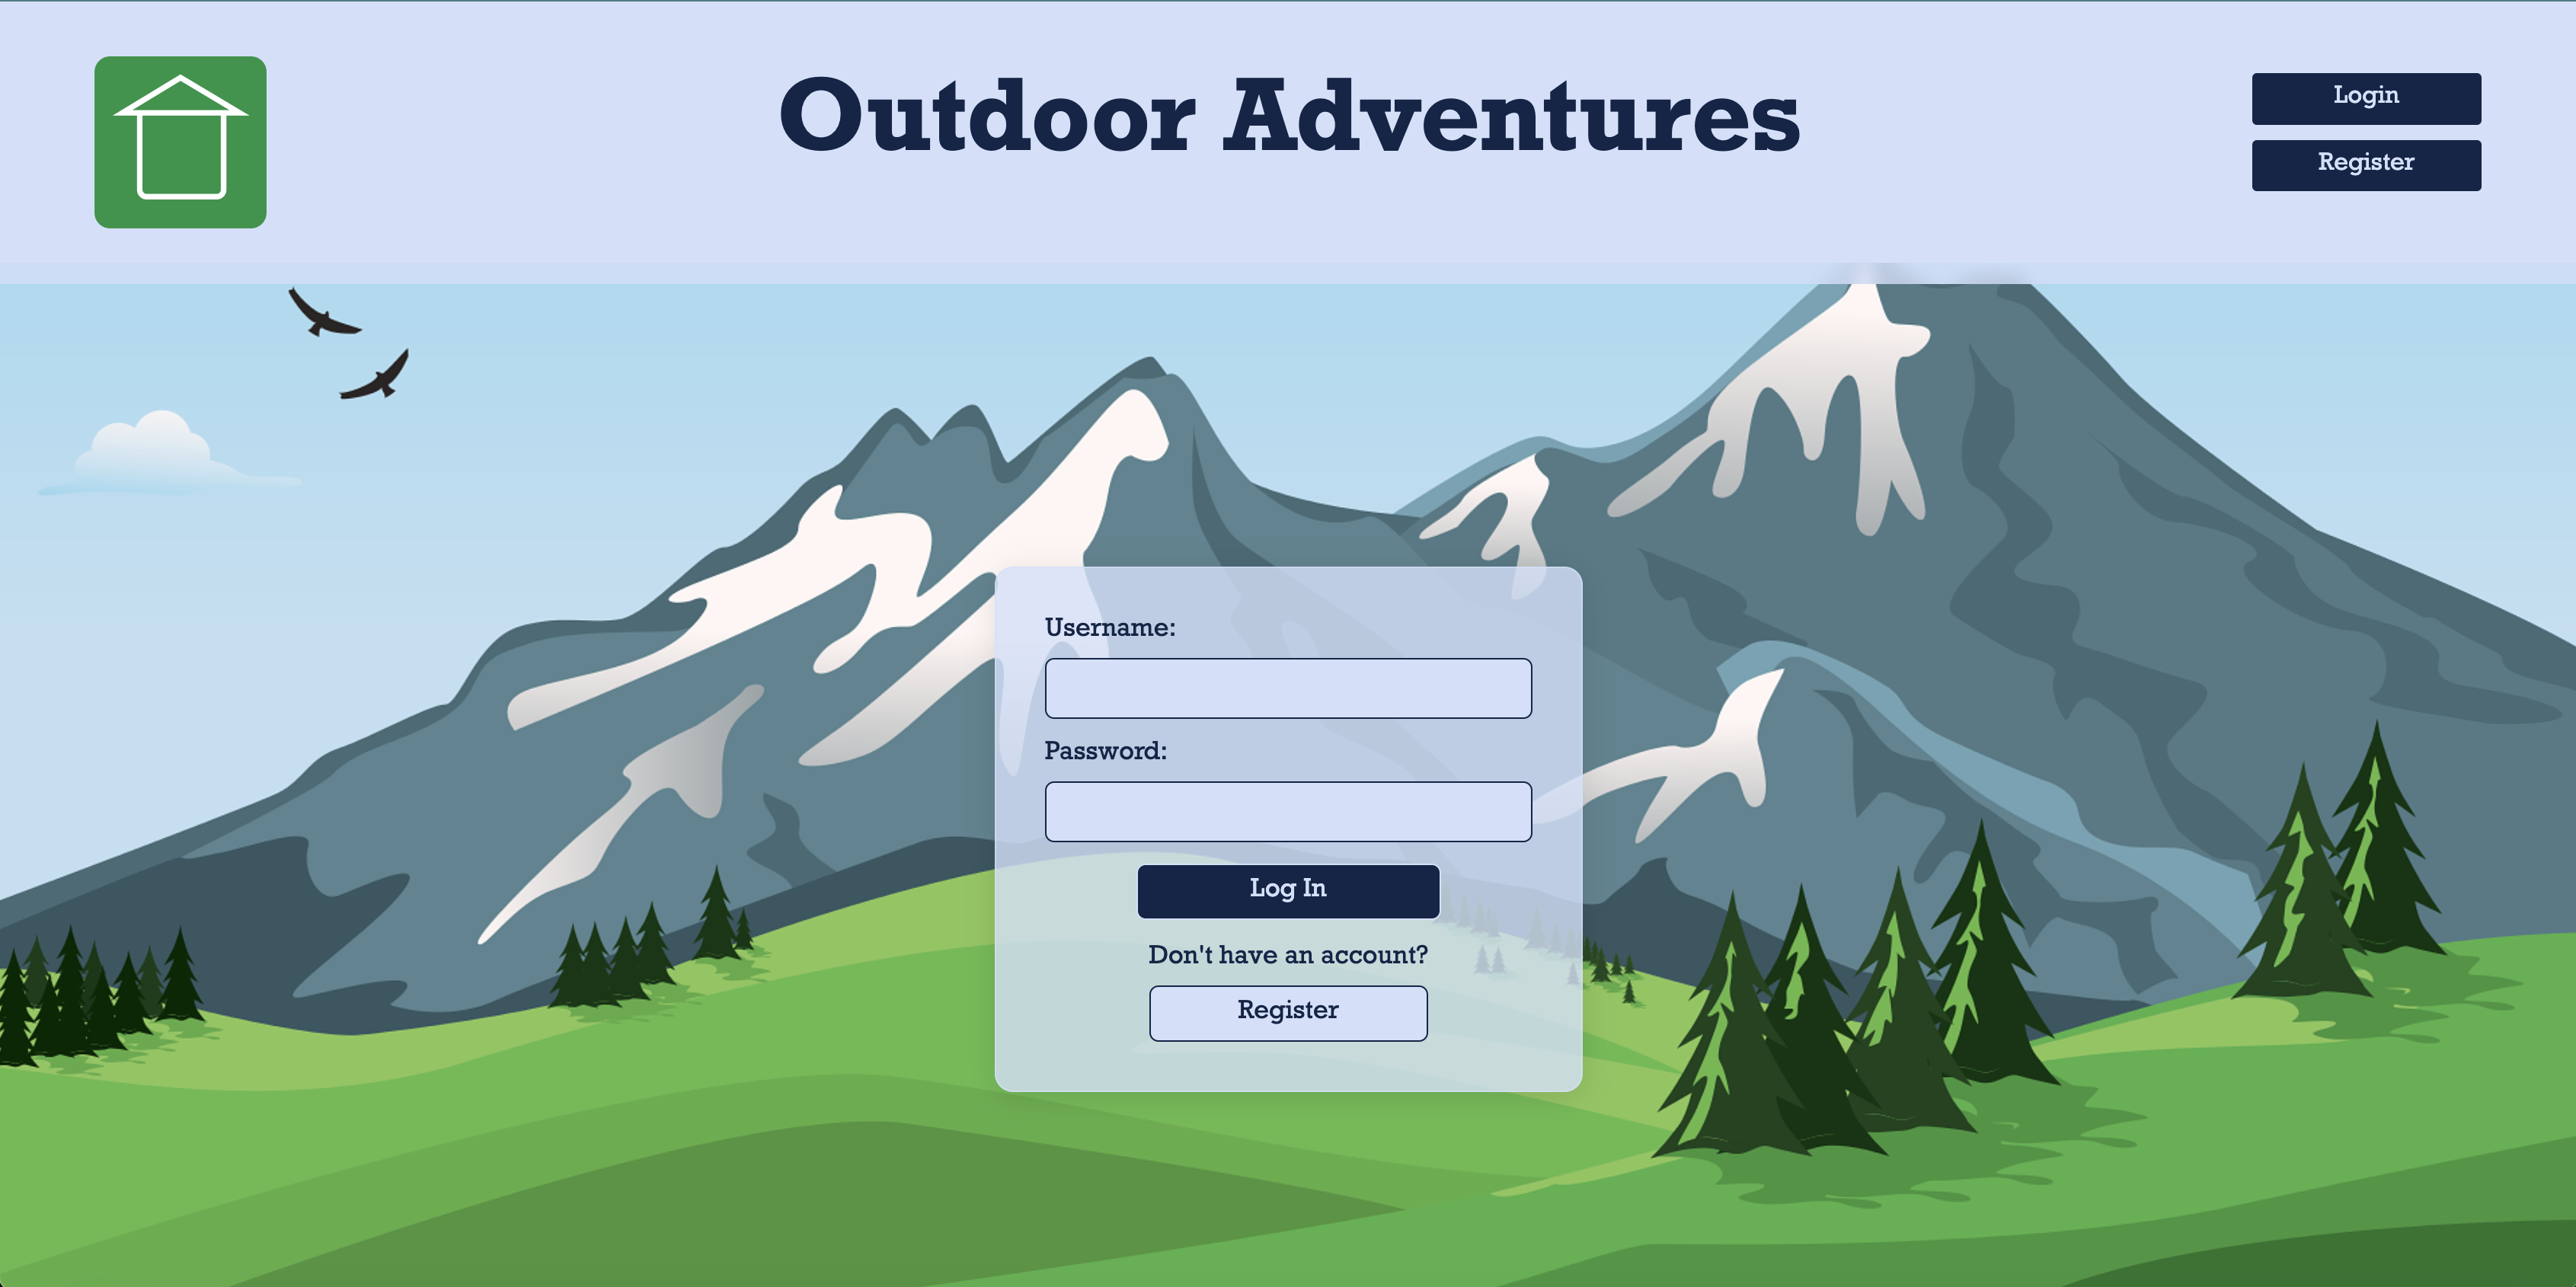 Outdoor Adventures
Login
Register
Username:
Password:
Log In
Don't have an account?
Register